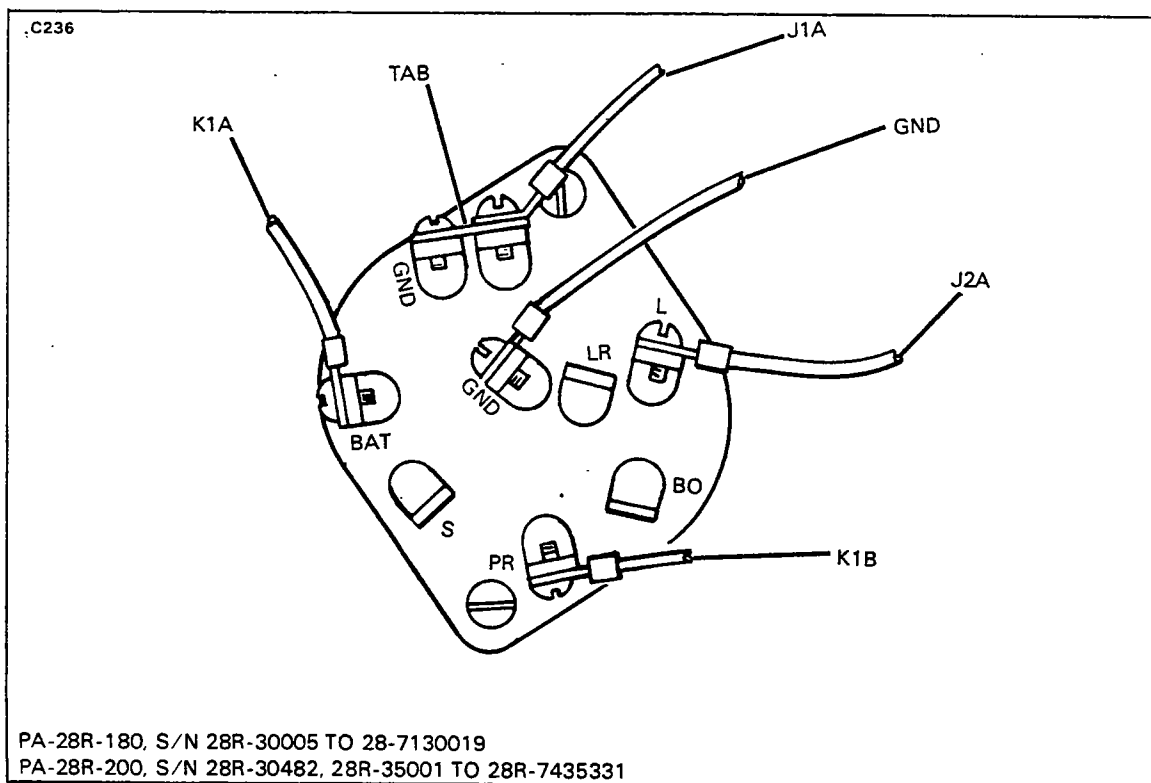 C236
J1A
TAB
GND
K1A
GND
J2A
L
LR
GND
BAT
BO
S
PR
K1B
PA-28R-180, S/N 28R-30005 TO 28-7130019
PA-28R-200, S/N 28R-30482, 28R-35001 TO 28R-7435331